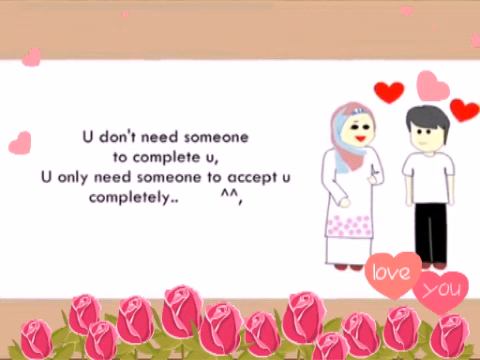 U don't need someone
to complete u,
U only need someone to accept u
completely.. ^^,
love
you